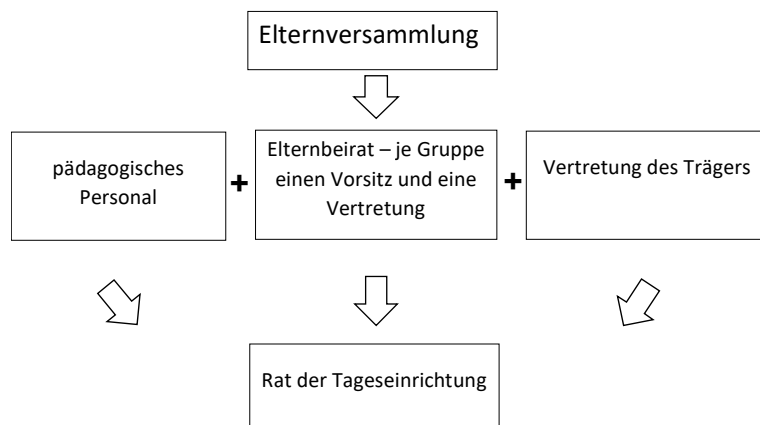 Elternversammlung
pädagogisches
Personal
+
Elternbeirat – je Gruppe
einen Vorsitz und eine
Vertretung
+
Vertretung des Trägers
Rat der Tageseinrichtung